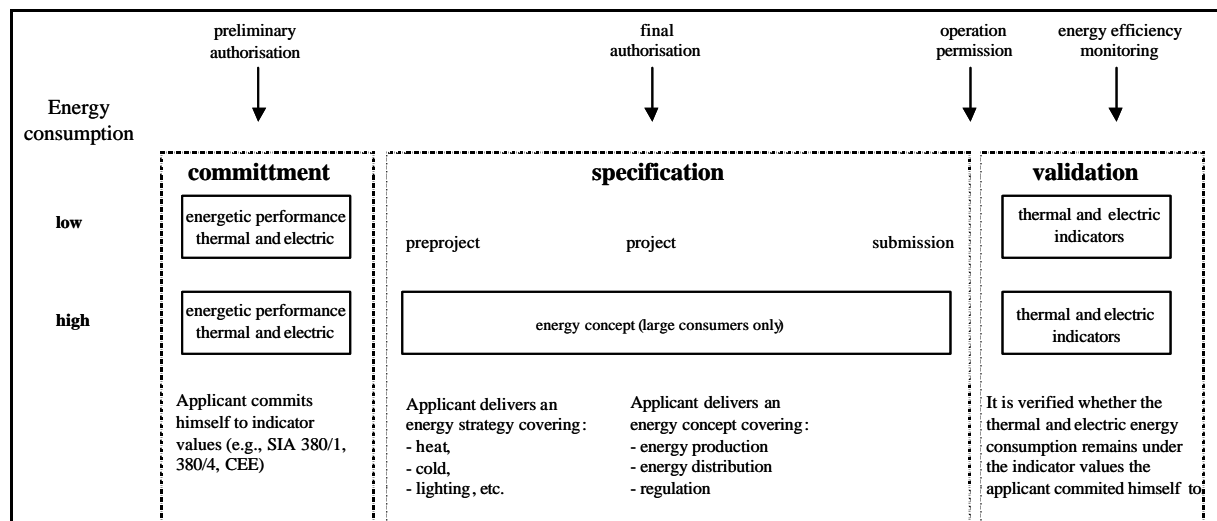 preliminary
authorisation
final
authorisation
operation
permission
energy efficiency
monitoring
Energy
consumption
committment
specification
validation
low
energetic performance
thermal and electric
preproject
project
submission
thermal and electric
indicators
high
energetic performance
thermal and electric
energy concept (large consumers only)
thermal and electric
indicators
Applicant commits
himself to indicator
values (e.g., SIA 380/1,
380/4, CEE)
Applicant delivers an
energy strategy covering:
- heat,
- cold,
- lighting, etc.
Applicant delivers an
energy concept covering:
- energy production
- energy distribution
- regulation
It is verified whether the
thermal and electric energy
consumption remains under
the indicator values the
applicant commited himself to